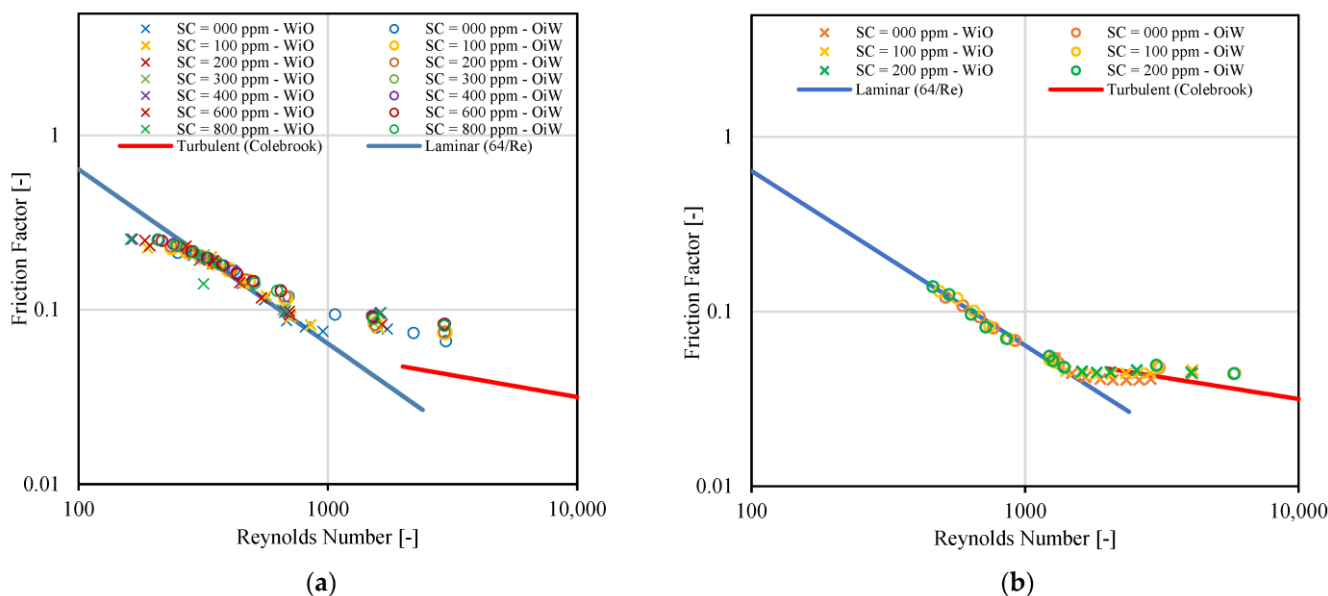 SC = 000 ppm - WiO SC = 000 ppm - OiW
SC = 100 ppm - WiO SC = 100 ppm - OiW
SC = 200 ppm - WiO SC = 200 ppm - OiW
SC = 300 ppm - WiO SC = 300 ppm - OiW
SC = 400 ppm - WiO SC = 400 ppm - OiW
SC = 600 ppm - WiO SC = 600 ppm - OiW
SC = 800 ppm - WiO SC = 800 ppm - OiW
Turbulent (Colebrook) Laminar (64/Re)
1
0.1
0.01
Friction Factor [-]
100 1000 10,000
Reynolds Number [-]
(a)
SC = 000 ppm - WiO SC = 000 ppm - OiW
SC = 100 ppm - WiO SC = 100 ppm - OiW
SC = 200 ppm - WiO SC = 200 ppm - OiW
Laminar (64/Re) Turbulent (Colebrook)
1
0.1
0.01
Friction Factor [-]
100 1000 10,000
Reynolds Number [-]
(b)